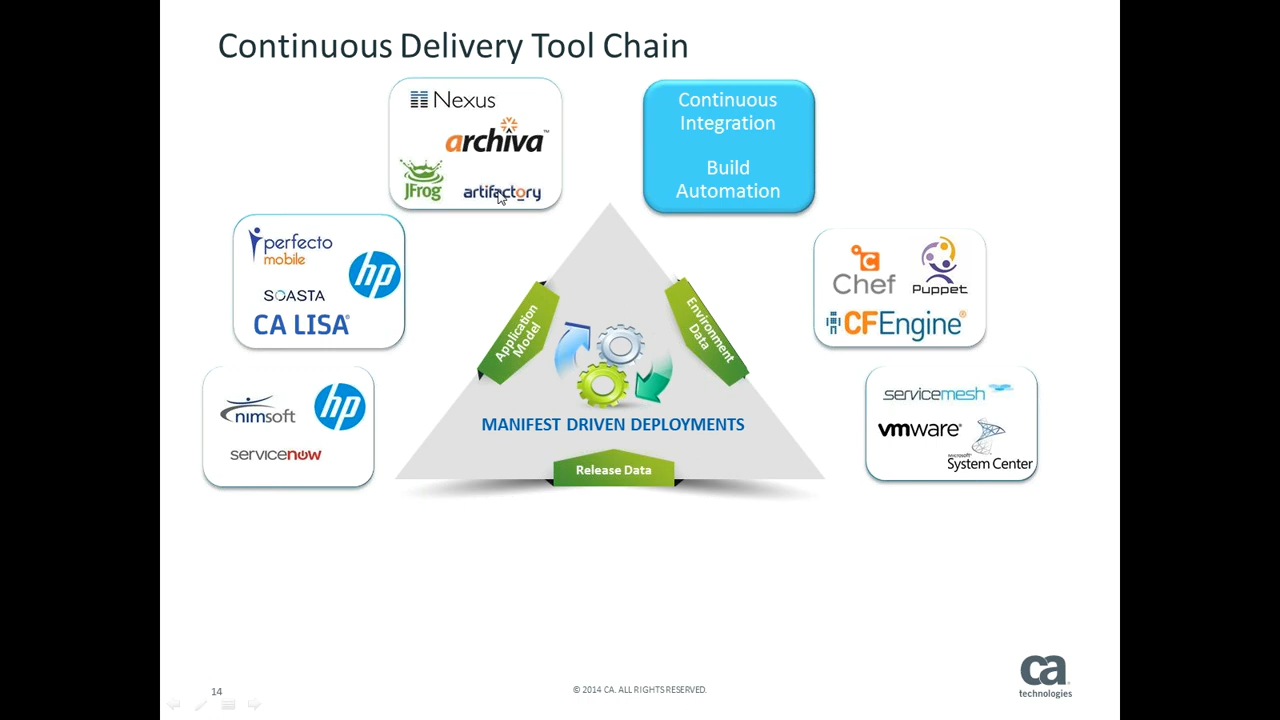 Continuous Delivery Tool Chain
Nexus
archiva™
JFrog
artifactory
Continuous
Integration
Build
Automation
perfecto
mobile
hp
SOASTA
CA LISA®
Chef
Puppet
CFEngine®
Application
Model
Environment
Data
MANIFEST DRIVEN DEPLOYMENTS
Release Data
nimsoft
hp
servicenow
servicemesh
vmware®
Microsoft
System Center
14
© 2014 CA. ALL RIGHTS RESERVED.
ca
technologies